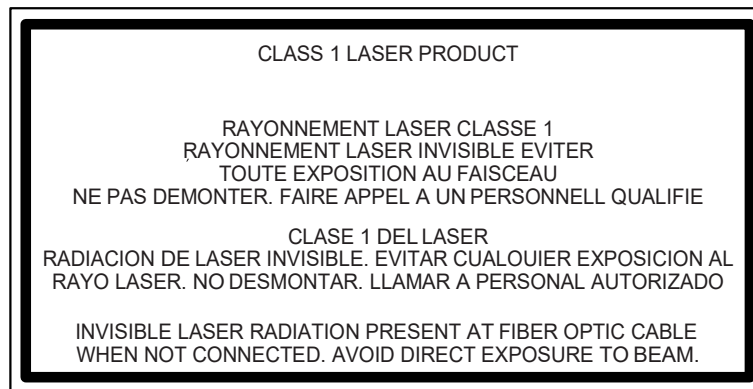 CLASS 1 LASER PRODUCT
RAYONNEMENT LASER CLASSE 1
RAYONNEMENT LASER INVISIBLE EVITER
TOUTE EXPOSITION AU FAISCEAU
NE PAS DEMONTER. FAIRE APPEL A UN PERSONNELL QUALIFIE
CLASE 1 DEL LASER
RADIACION DE LASER INVISIBLE. EVITAR CUALOUIER EXPOSICION AL
RAYO LASER. NO DESMONTAR. LLAMAR A PERSONAL AUTORIZADO
INVISIBLE LASER RADIATION PRESENT AT FIBER OPTIC CABLE
WHEN NOT CONNECTED. AVOID DIRECT EXPOSURE TO BEAM.